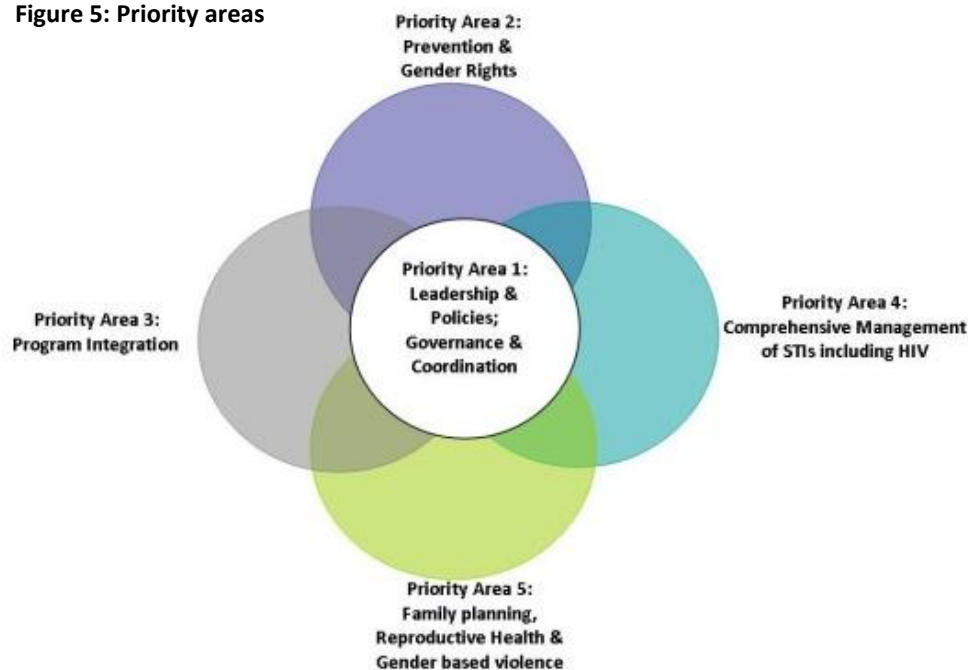 Figure 5: Priority areas
Priority Area 2:
Prevention &
Gender Rights
Priority Area 1:
Leadership &
Policies;
Governance &
Coordination
Priority Area 3:
Program Integration
Priority Area 4:
Comprehensive Management
of STIs including HIV
Priority Area 5:
Family planning,
Reproductive Health &
Gender based violence